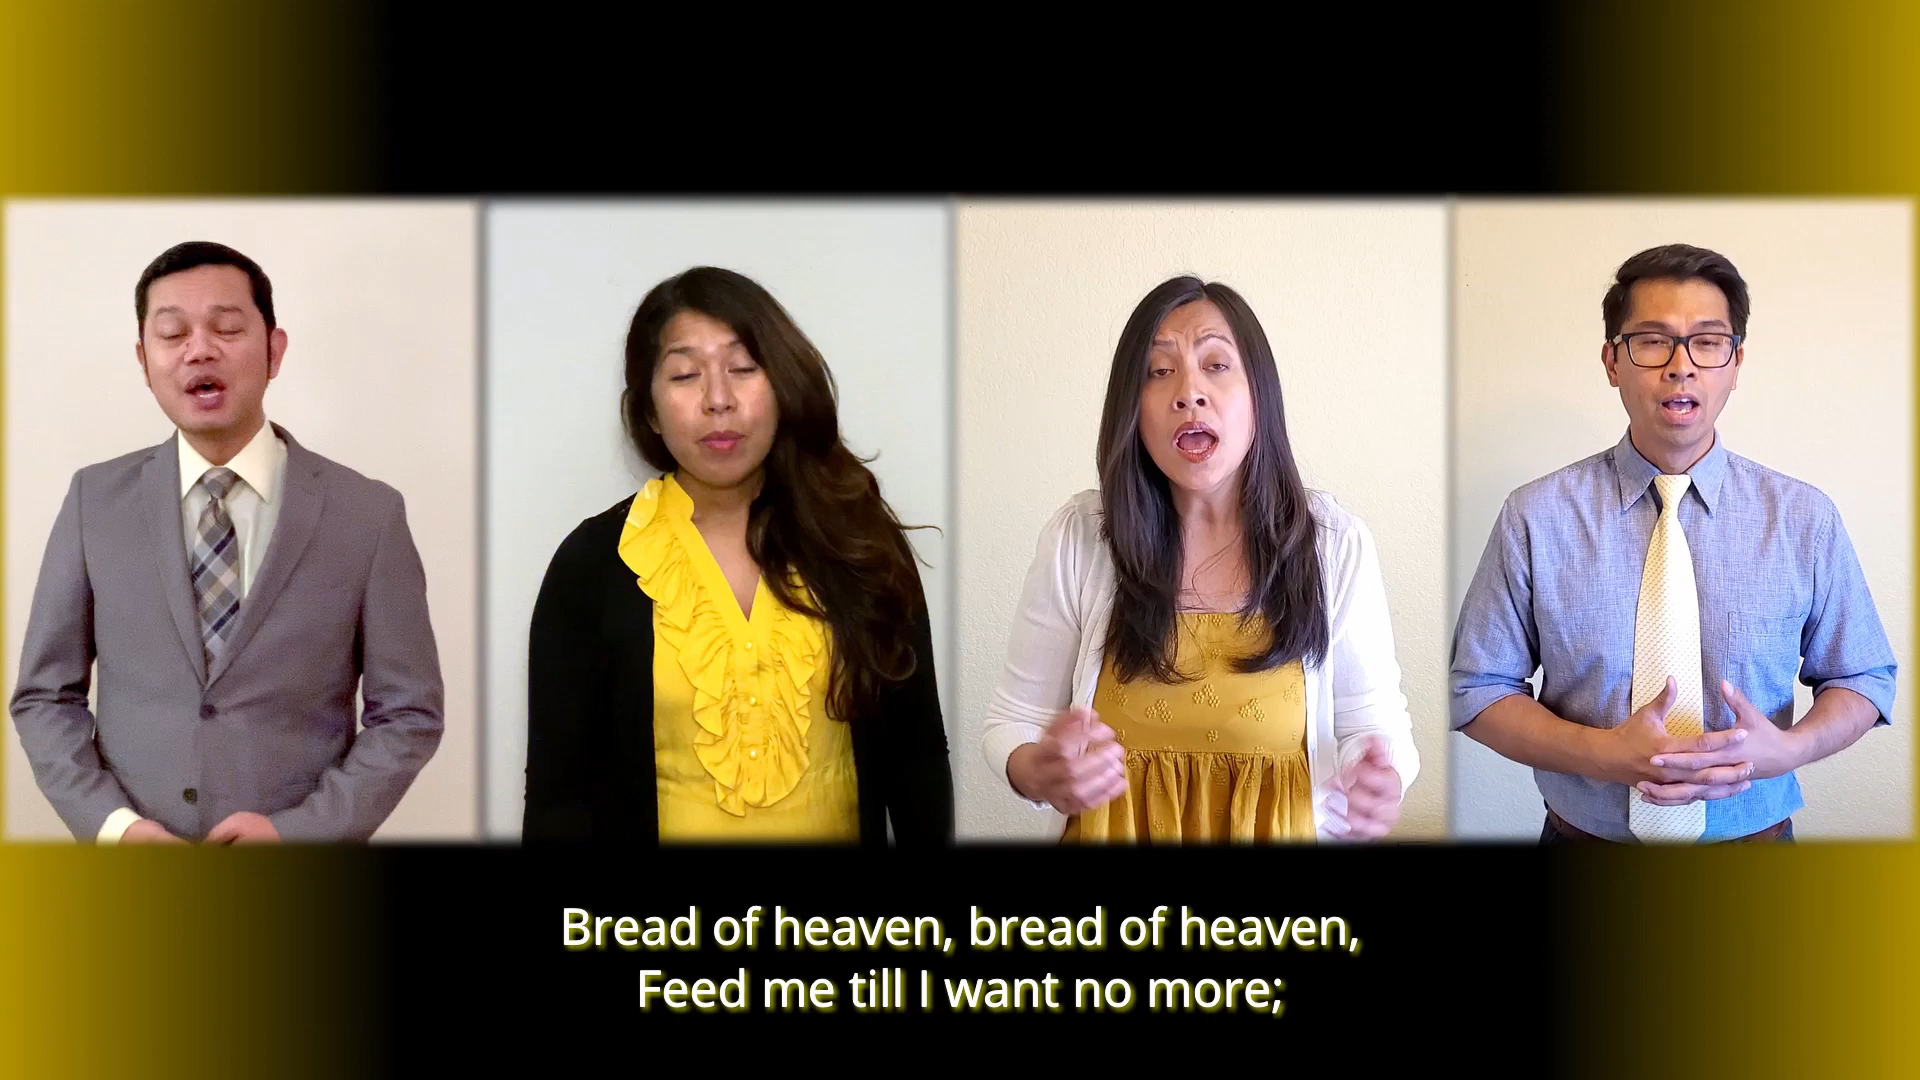 Bread of heaven, bread of heaven,
Feed me till I want no more;